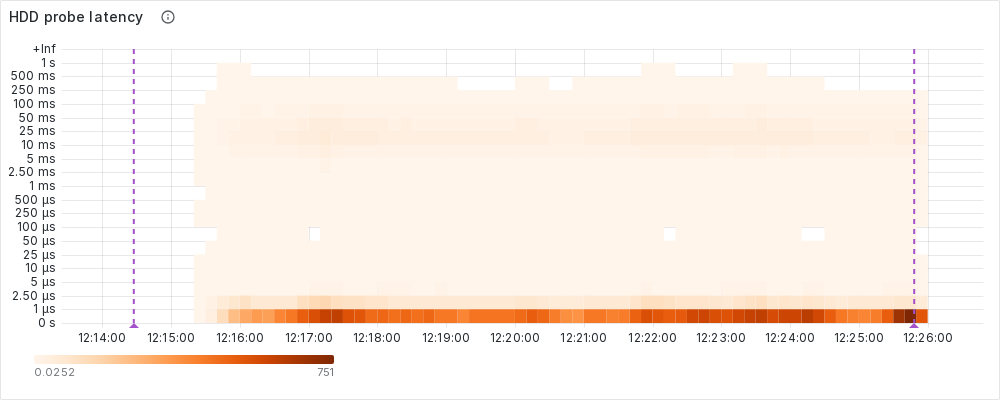 HDD probe latency
+Inf
1 s
500 ms
250 ms
100 ms
50 ms
25 ms
10 ms
5 ms
2.50 ms
1 ms
500 µs
250 µs
100 µs
50 µs
25 µs
10 µs
5 µs
2.50 µs
1 µs
0 s
12:14:00 12:15:00 12:16:00 12:17:00 12:18:00 12:19:00 12:20:00 12:21:00 12:22:00 12:23:00 12:24:00 12:25:00 12:26:00
0.0252 751